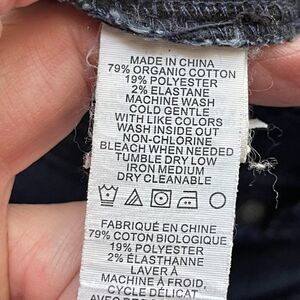 MADE IN CHINA
79% ORGANIC COTTON
19% POLYESTER
2% ELASTANE
MACHINE WASH
COLD GENTLE
WITH LIKE COLORS
WASH INSIDE OUT
NON-CHLORINE
BLEACH WHEN NEEDED
TUMBLE DRY LOW
IRON MEDIUM
DRY CLEANABLE
FABRIQUÉ EN CHINE
79% COTON BIOLOGIQUE
19% POLYESTER
2% ÉLASTHANNE
LAVER À
MACHINE À FROID,
CYCLE DÉLICAT
AVEC DES